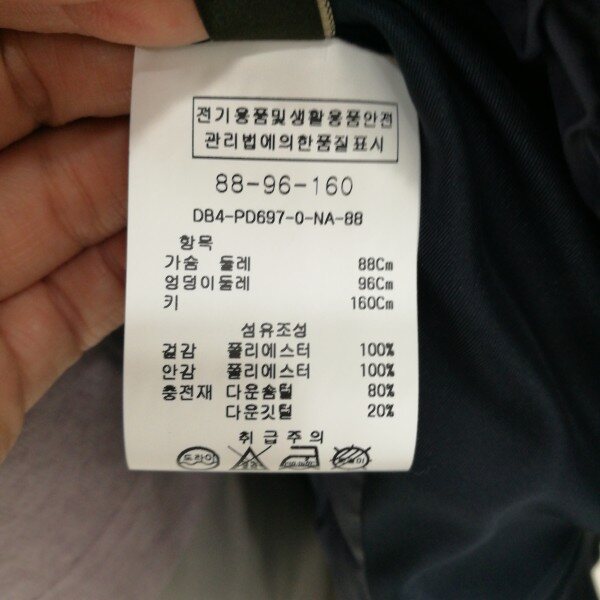 전기용품및생활용품안전
관리법에의한품질표시
88-96-160
DB4-PD697-0-NA-88
항목
가슴 둘레 88Cm
엉덩이둘레 96Cm
키 160Cm
섬유조성
겉감 폴리에스터 100%
안감 폴리에스터 100%
충전재 다운솜털 80%
다운깃털 20%
취급주의
드라이